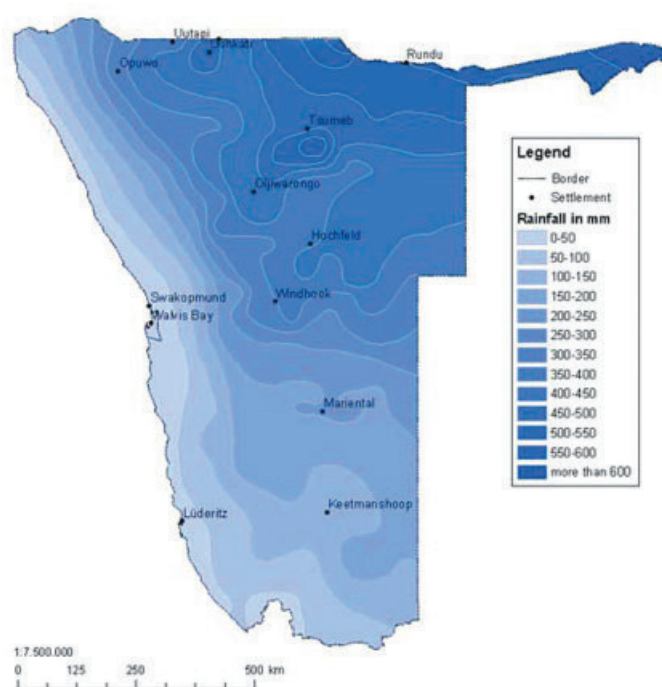 Uutapi
Oshikati
Opuwo
Rundu
Tsumeb
Otjiwarongo
Hochfeld
Swakopmund
Walvis Bay
Windhoek
Mariental
Lüderitz
Keetmanshoop
Legend
Border
Settlement
Rainfall in mm
0-50
50-100
100-150
150-200
200-250
250-300
300-350
350-400
400-450
450-500
500-550
550-600
more than 600
1:7.500.000
0 125 250 500 km